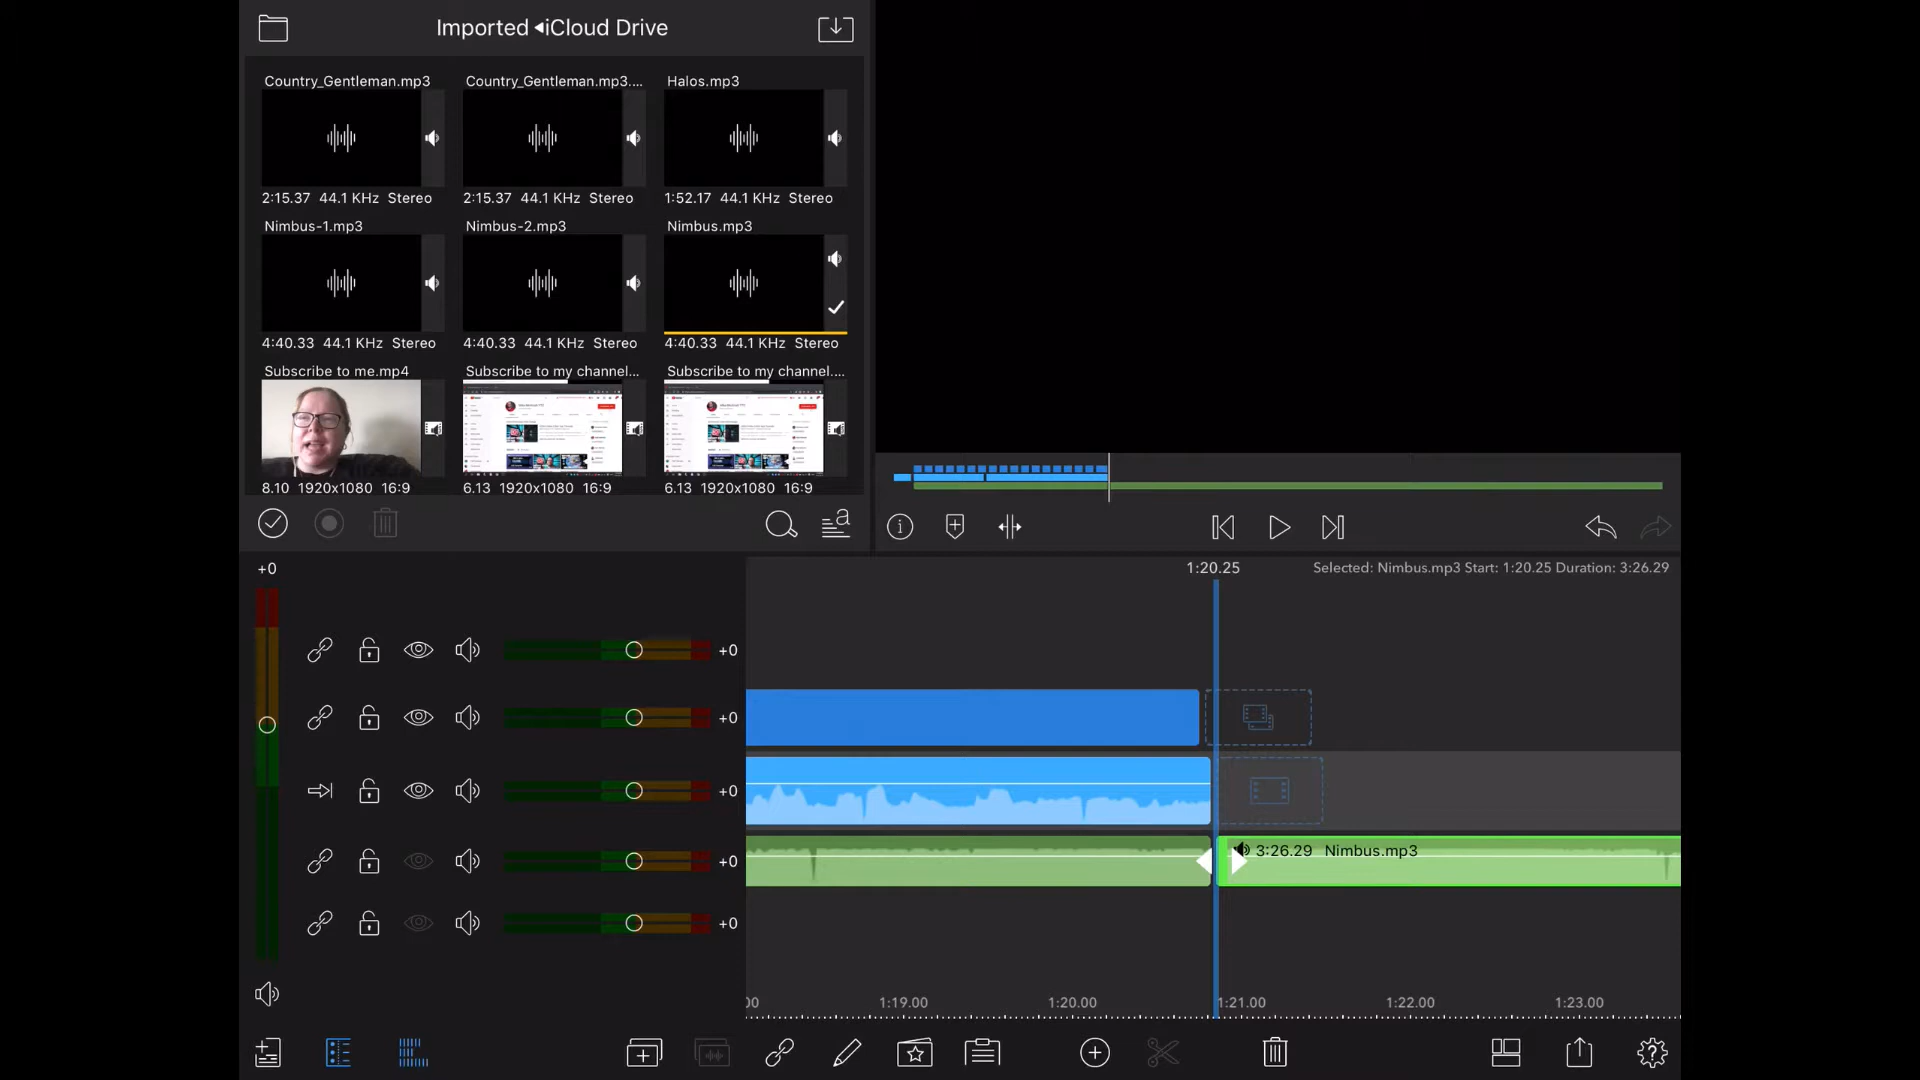 Imported ◂iCloud Drive
Country_Gentleman.mp3
Country_Gentleman.mp3....
Halos.mp3
2:15.37 44.1 KHz Stereo
2:15.37 44.1 KHz Stereo
1:52.17 44.1 KHz Stereo
Nimbus-1.mp3
Nimbus-2.mp3
Nimbus.mp3
4:40.33 44.1 KHz Stereo
4:40.33 44.1 KHz Stereo
4:40.33 44.1 KHz Stereo
Subscribe to me.mp4
Subscribe to my channel...
Subscribe to my channel....
8.10 1920x1080 16:9
6.13 1920x1080 16:9
6.13 1920x1080 16:9
a
+0
1:20.25
Selected: Nimbus.mp3 Start: 1:20.25 Duration: 3:26.29
+0
+0
+0
+0
3:26.29 Nimbus.mp3
+0
00
1:19.00
1:20.00
1:21.00
1:22.00
1:23.00